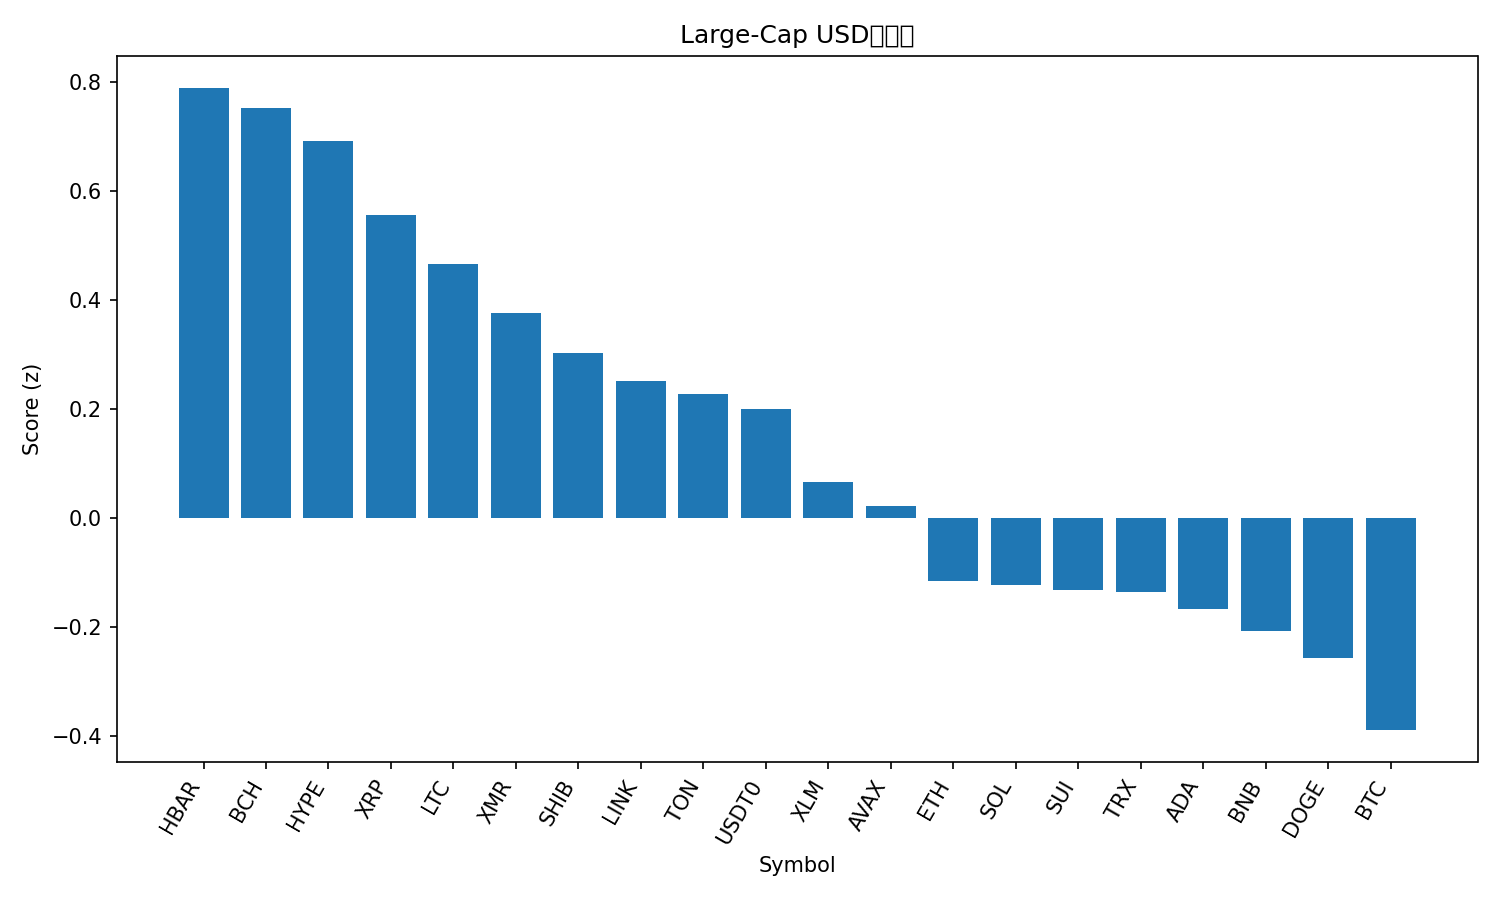 Large-Cap USD
Score (z)
0.8
0.6
0.4
0.2
0.0
−0.2
−0.4
HBAR
BCH
HYPE
XRP
LTC
XMR
SHIB
LINK
TON
USDT0
XLM
AVAX
ETH
SOL
SUI
TRX
ADA
BNB
DOGE
BTC
Symbol